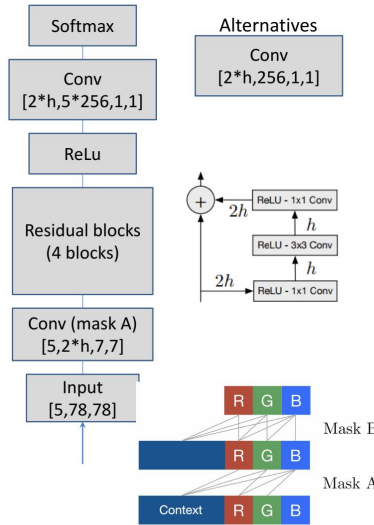 Softmax
Conv
[2*h,5*256,1,1]
ReLu
Residual blocks
(4 blocks)
Conv (mask A)
[5,2*h,7,7]
Input
[5,78,78]
Alternatives
Conv
[2*h,256,1,1]
+
2h
ReLU - 1x1 Conv
h
ReLU - 3x3 Conv
h
2h
ReLU - 1x1 Conv
R G B
Mask B
R G B
Mask A
Context R G B